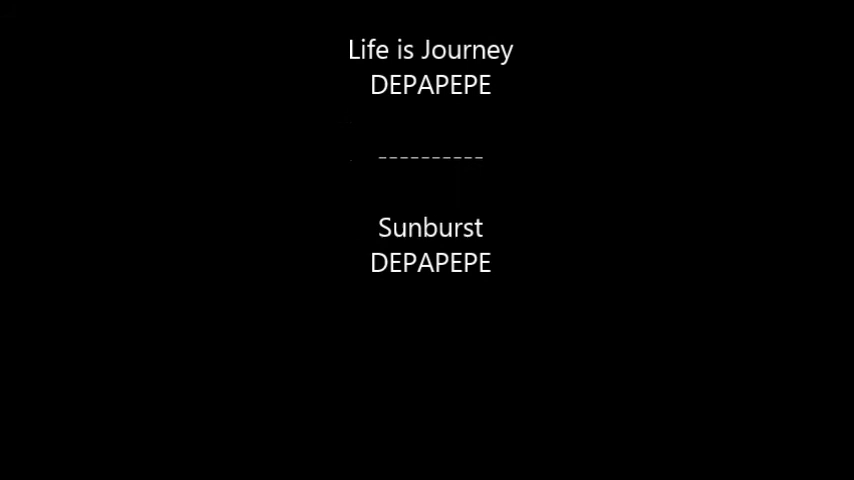 Life is Journey
DEPAPEPE
----------
Sunburst
DEPAPEPE